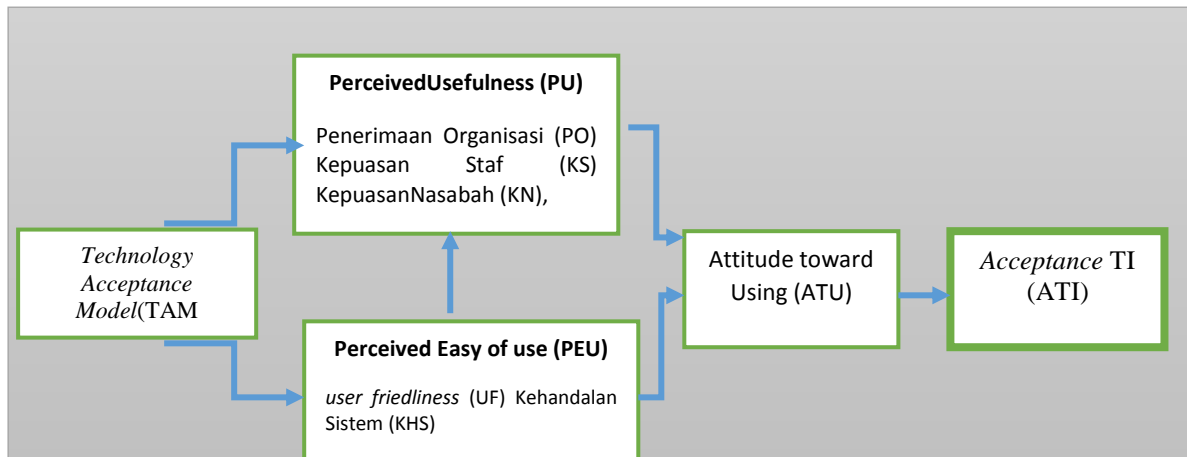 PerceivedUsefulness (PU)
Penerimaan Organisasi (PO)
Kepuasan Staf (KS)
KepuasanNasabah (KN),
Technology
Acceptance
Model(TAM
Perceived Easy of use (PEU)
user friedliness (UF) Kehandalan
Sistem (KHS)
Attitude toward
Using (ATU)
Acceptance TI
(ATI)